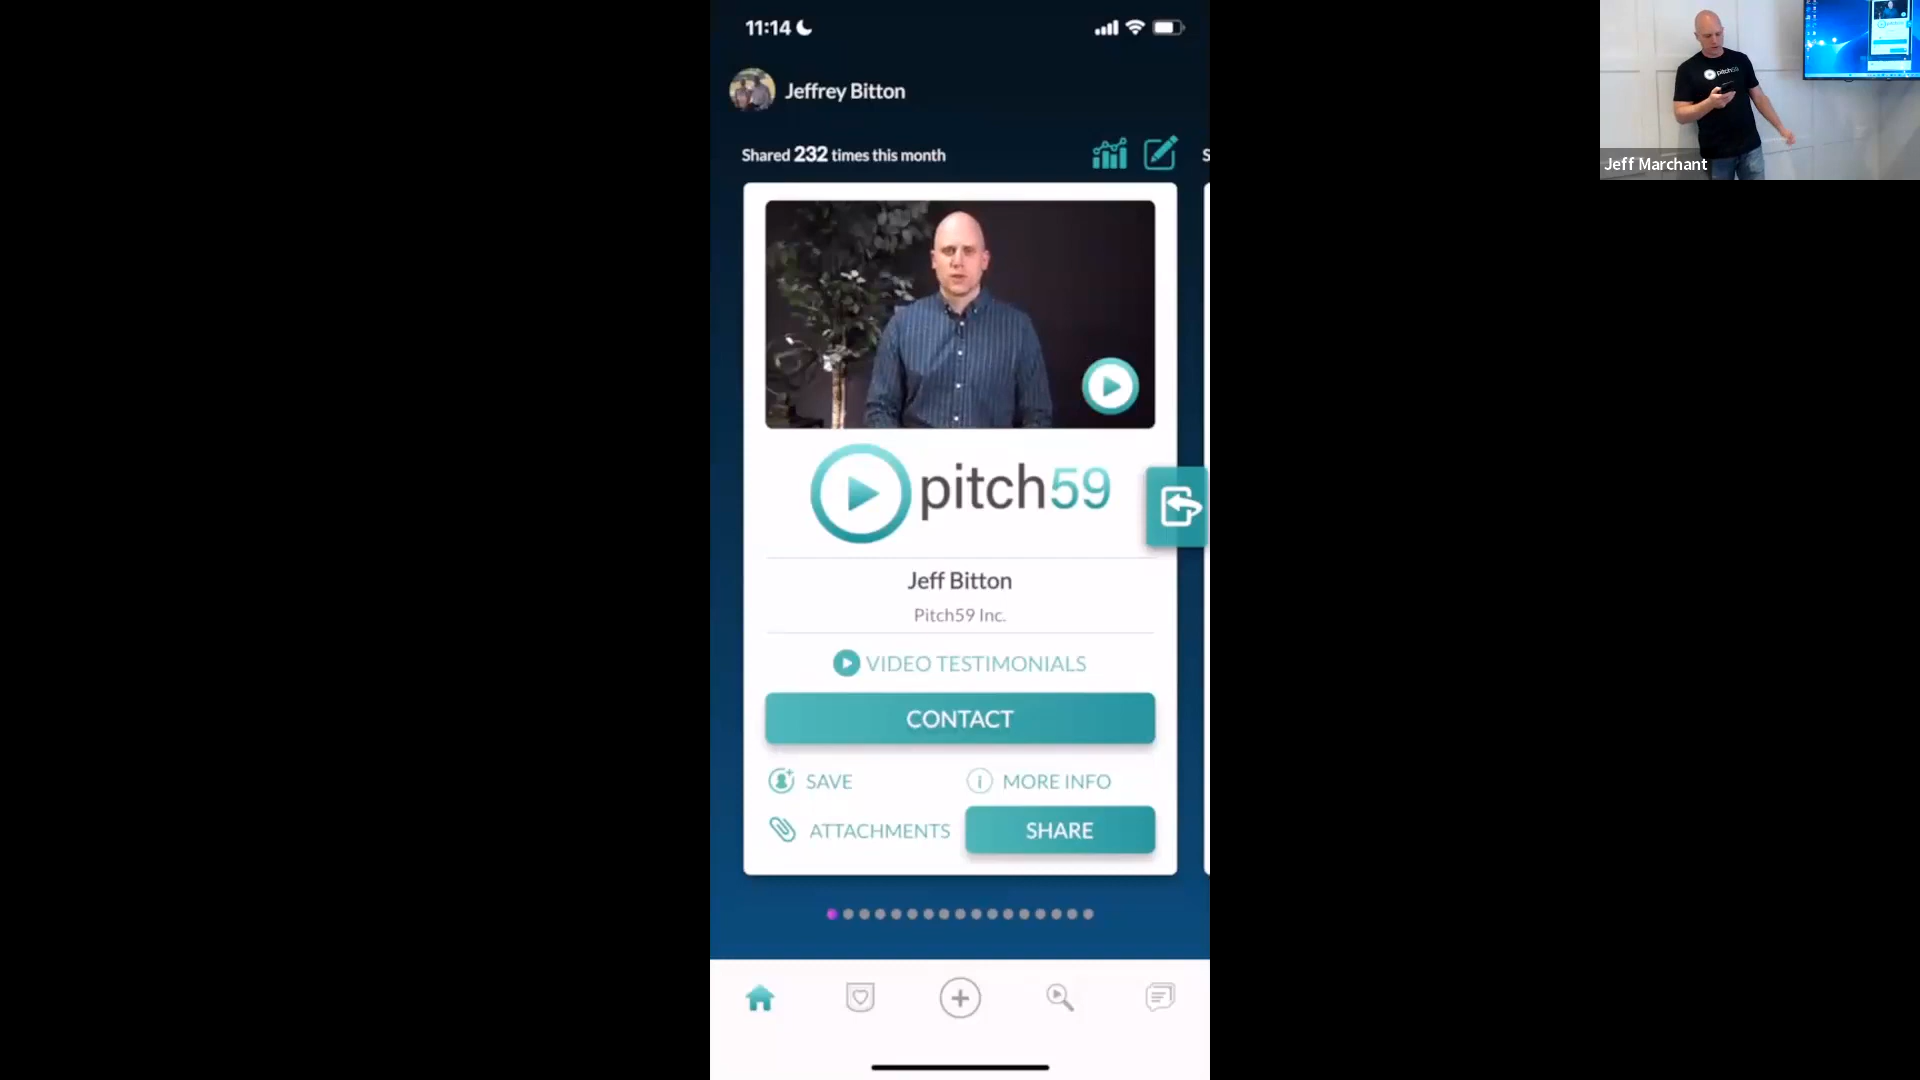 11:14
Jeffrey Bitton
Shared 232 times this month
S
pitch59
Jeff Bitton
Pitch59 Inc.
VIDEO TESTIMONIALS
CONTACT
SAVE
MORE INFO
ATTACHMENTS
SHARE
pitch59
Jeff Marchant